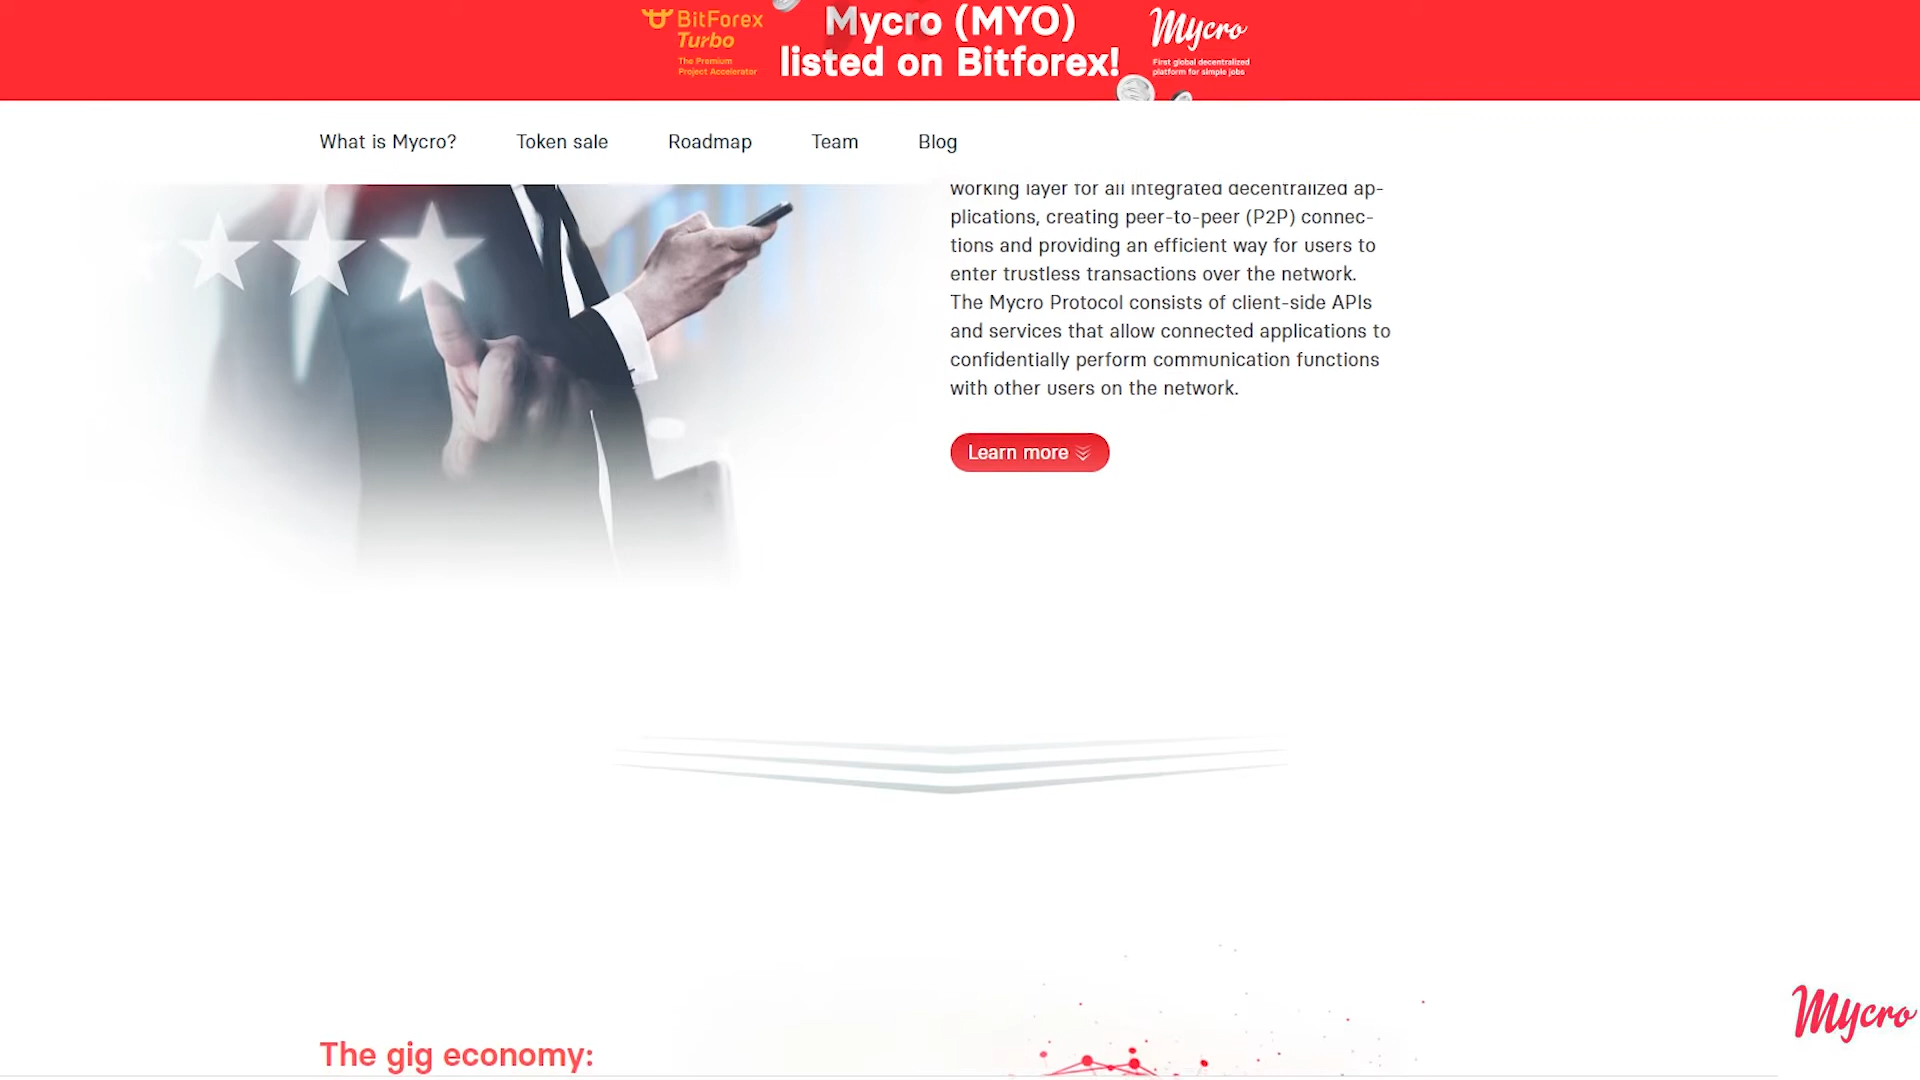 BitForex
Turbo
The Premium
Project Accelerator
Mycro (MYO)
listed on Bitforex!
Mycro
First global decentralized
platform for simple jobs
What is Mycro?
Token sale
Roadmap
Team
Blog
working layer for all integrated decentralized ap-
plications, creating peer-to-peer (P2P) connec-
tions and providing an efficient way for users to
enter trustless transactions over the network.
The Mycro Protocol consists of client-side APIs
and services that allow connected applications to
confidentially perform communication functions
with other users on the network.
Learn more
Mycro
The gig economy: